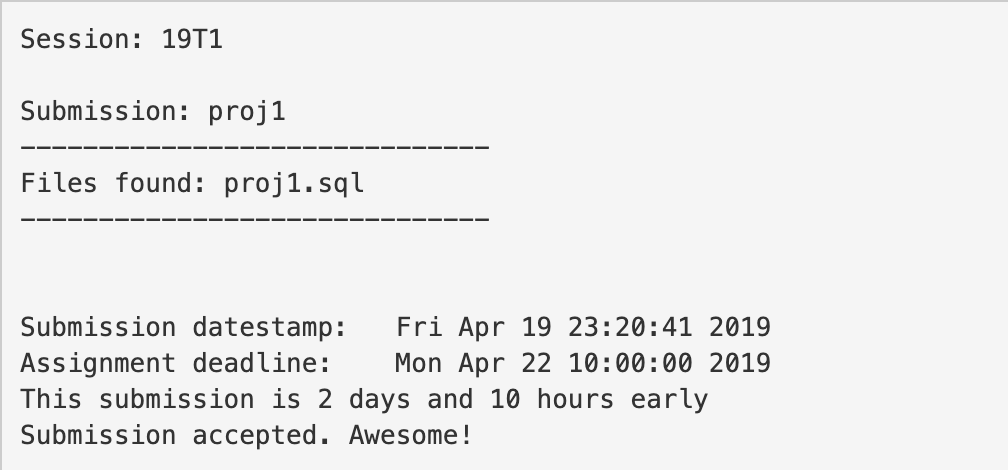 Session: 19T1
Submission: proj1
------------------------------
Files found: proj1.sql
------------------------------
Submission datestamp:   Fri Apr 19 23:20:41 2019
Assignment deadline:    Mon Apr 22 10:00:00 2019
This submission is 2 days and 10 hours early
Submission accepted. Awesome!